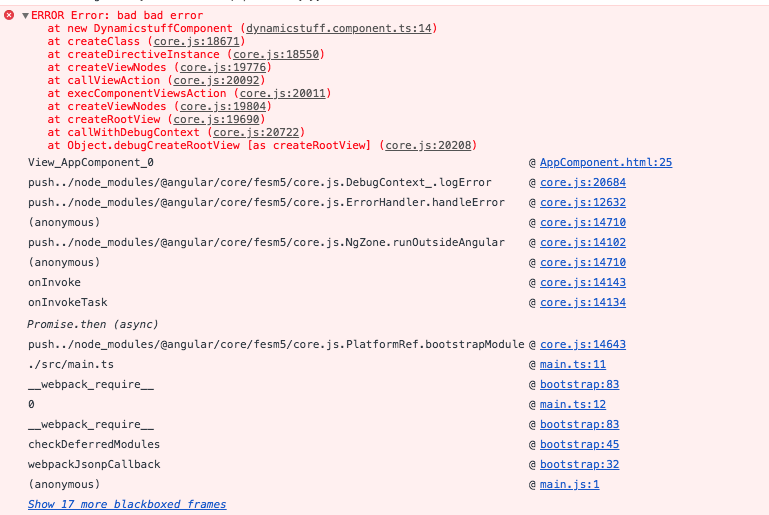 ERROR Error: bad bad error
at new DynamicstuffComponent (dynamicstuff.component.ts:14)
at createClass (core.js:18671)
at createDirectiveInstance (core.js:18550)
at createViewNodes (core.js:19776)
at callViewAction (core.js:20092)
at execComponentViewsAction (core.js:20011)
at createViewNodes (core.js:19804)
at createRootView (core.js:19690)
at callWithDebugContext (core.js:20722)
at Object.debugCreateRootView [as createRootView] (core.js:20208)
View_AppComponent_0 @ AppComponent.html:25
push../node_modules/@angular/core/fesm5/core.js.DebugContext_.logError @ core.js:20684
push../node_modules/@angular/core/fesm5/core.js.ErrorHandler.handleError @ core.js:12632
(anonymous) @ core.js:14710
push../node_modules/@angular/core/fesm5/core.js.NgZone.runOutsideAngular @ core.js:14102
(anonymous) @ core.js:14710
onInvoke @ core.js:14143
onInvokeTask @ core.js:14134
Promise.then (async)
push../node_modules/@angular/core/fesm5/core.js.PlatformRef.bootstrapModule @ core.js:14643
./src/main.ts @ main.ts:11
__webpack_require__ @ bootstrap:83
0 @ main.ts:12
__webpack_require__ @ bootstrap:83
checkDeferredModules @ bootstrap:45
webpackJsonpCallback @ bootstrap:32
(anonymous) @ main.js:1
Show 17 more blackboxed frames